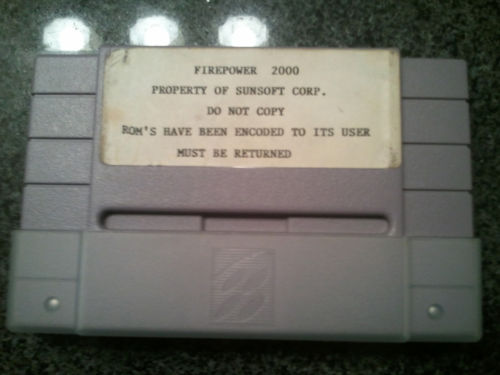 FIREPOWER 2000
PROPERTY OF SUNSOFT CORP.
DO NOT COPY
ROM'S HAVE BEEN ENCODED TO ITS USER
MUST BE RETURNED